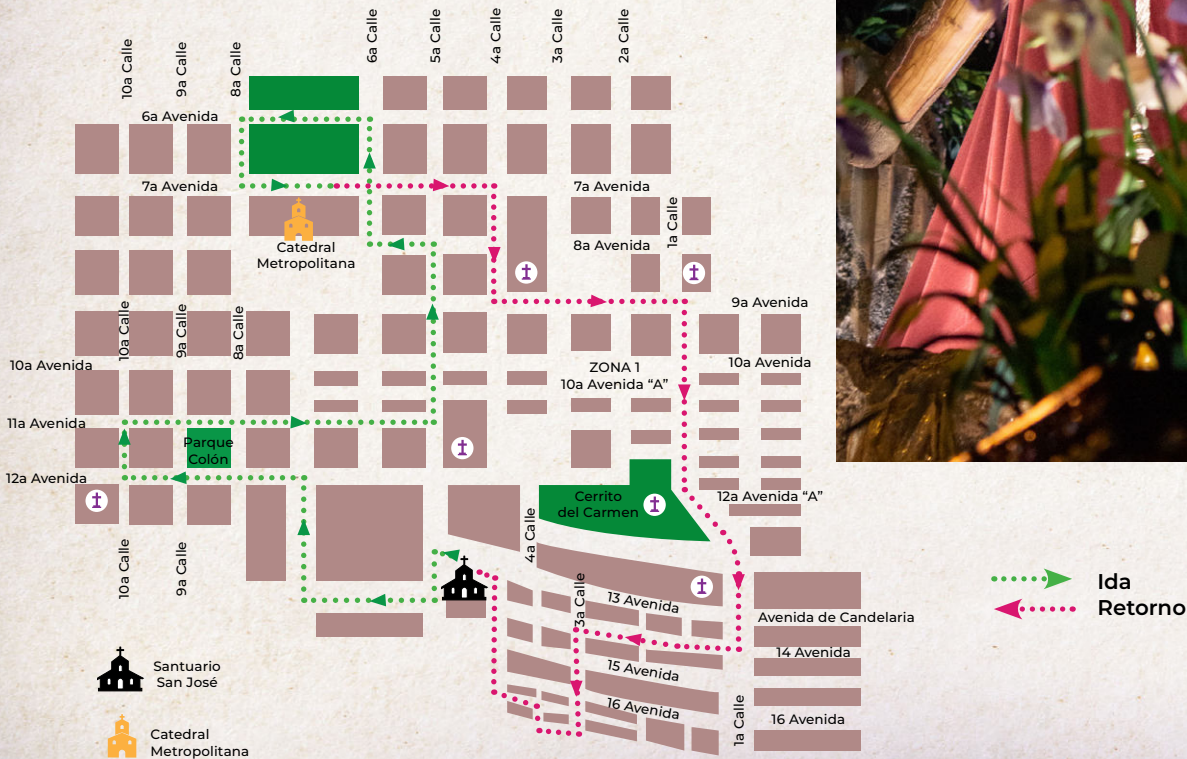 10a Calle
9a Calle
8a Calle
6a Calle
5a Calle
4a Calle
3a Calle
2a Calle
6a Avenida
7a Avenida
7a Avenida
1a Calle
8a Avenida
Catedral
Metropolitana
9a Avenida
10a Calle
9a Calle
8a Calle
10a Avenida
ZONA 1
10a Avenida “A”
10a Avenida
11a Avenida
Parque
Colón
12a Avenida
Cerrito
del Carmen
12a Avenida “A”
4a Calle
10a Calle
9a Calle
3a Calle
13 Avenida
Avenida de Candelaria
14 Avenida
15 Avenida
16 Avenida
1a Calle
16 Avenida
Ida
Retorno
Santuario
San José
Catedral
Metropolitana